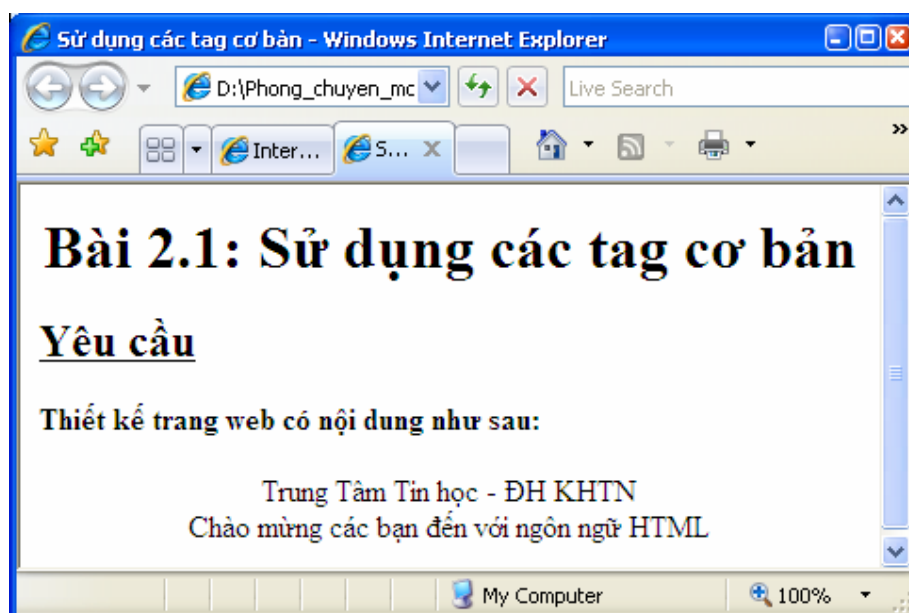 Sử dụng các tag cơ bản - Windows Internet Explorer
D:\Phong_chuyen_mc
Live Search
Inter...
S...
Bài 2.1: Sử dụng các tag cơ bản
Yêu cầu
Thiết kế trang web có nội dung như sau:
Trung Tâm Tin học - ĐH KHTN
Chào mừng các bạn đến với ngôn ngữ HTML
My Computer
100%